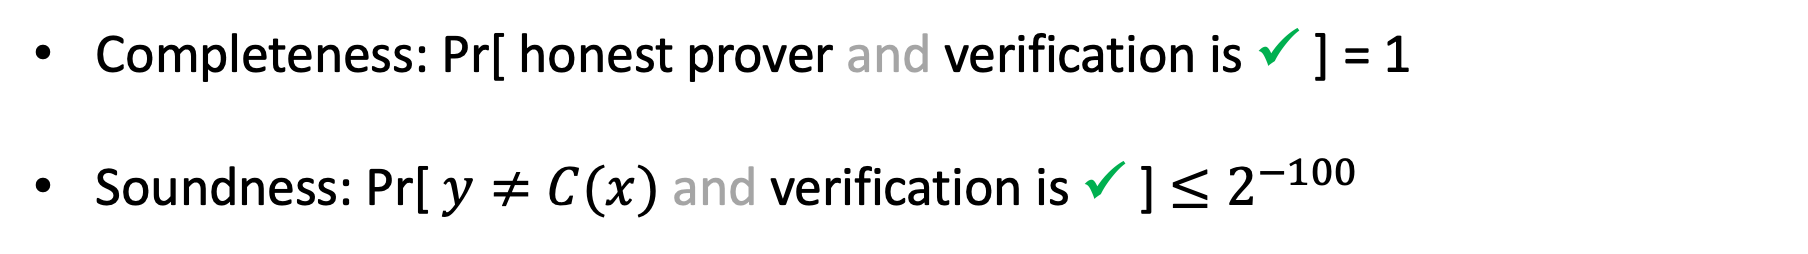 • Completeness: Pr[ honest prover and verification is ✓ ] = 1
• Soundness: Pr[ y ≠ C(x) and verification is ✓ ] ≤ 2⁻¹⁰⁰